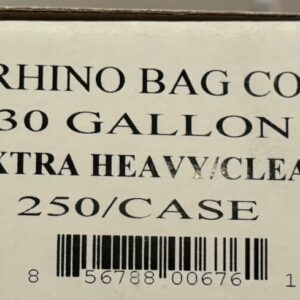 RHINO BAG CO
30 GALLON
XTRA HEAVY/CLEA
250/CASE
8 56788 00676 1